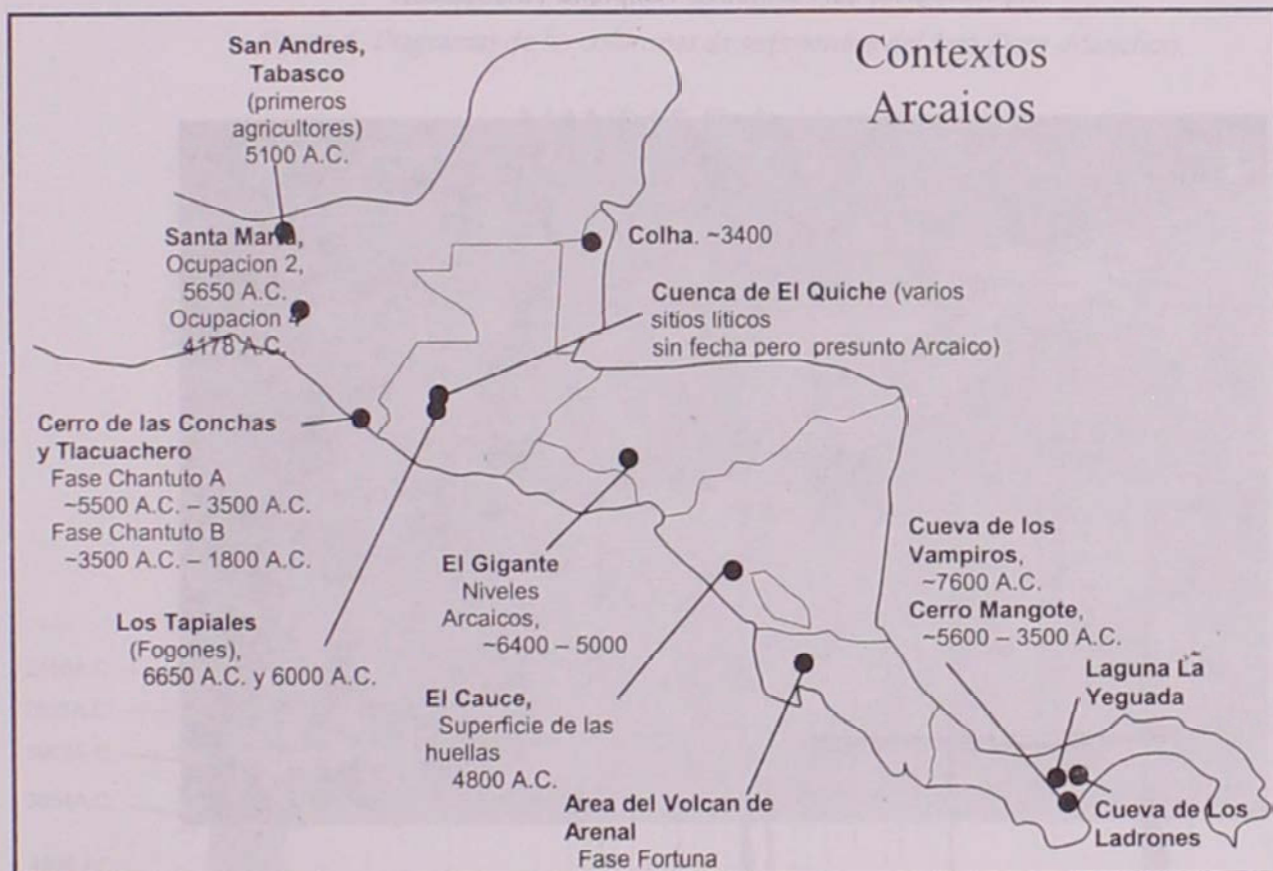 Contextos
Arcaicos
San Andres,
Tabasco
(primeros
agricultores)
5100 A.C.
Santa Marta,
Ocupacion 2,
5650 A.C.
Ocupacion 4
4178 A.C.
Colha. ~3400
Cuenca de El Quiche (varios
sitios líticos
sin fecha pero presunto Arcaico)
Cerro de las Conchas
y Tlacuachero
Fase Chantuto A
~5500 A.C. – 3500 A.C.
Fase Chantuto B
~3500 A.C. – 1800 A.C.
Los Tapiales
(Fogones),
6650 A.C. y 6000 A.C.
El Gigante
Niveles
Arcaicos,
~6400 – 5000
El Cauce,
Superficie de las
huellas
4800 A.C.
Area del Volcan de
Arenal
Fase Fortuna
Cueva de los
Vampiros,
~7600 A.C.
Cerro Mangote,
~5600 – 3500 A.C.
Laguna La
Yeguada
Cueva de Los
Ladrones